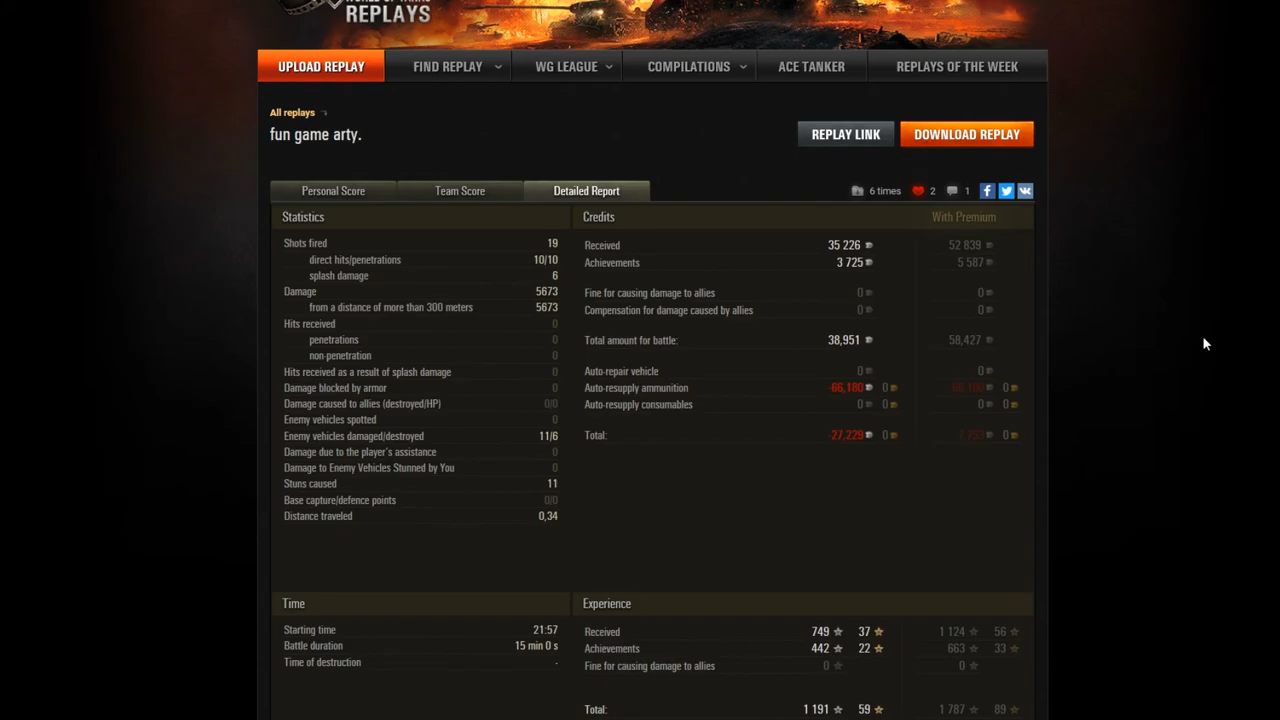 REPLAYS
UPLOAD REPLAY FIND REPLAY WG LEAGUE COMPILATIONS ACE TANKER REPLAYS OF THE WEEK
All replays
fun game arty.
REPLAY LINK DOWNLOAD REPLAY
Personal Score Team Score Detailed Report 6 times 2 1
Statistics Credits With Premium
Shots fired 19
direct hits/penetrations 10/10
splash damage 6
Damage 5673
from a distance of more than 300 meters 5673
Hits received 0
penetrations 0
non-penetration 0
Hits received as a result of splash damage 0
Damage blocked by armor 0
Damage caused to allies (destroyed/HP) 0/0
Enemy vehicles spotted 0
Enemy vehicles damaged/destroyed 11/6
Damage due to the player's assistance 0
Damage to Enemy Vehicles Stunned by You 0
Stuns caused 11
Base capture/defence points 0/0
Distance traveled 0,34
Received 35 226 52 839
Achievements 3 725 5 587
Fine for causing damage to allies 0 0
Compensation for damage caused by allies 0 0
Total amount for battle: 38,951 58,427
Auto-repair vehicle 0 0
Auto-resupply ammunition -66,180 0 0
Auto-resupply consumables 0 0 0 0
Total: -27,229 0 0
Time Experience
Starting time 21:57
Battle duration 15 min 0 s
Time of destruction -
Received 749 37 1 124 56
Achievements 442 22 663 33
Fine for causing damage to allies 0 0
Total: 1 191 59 1 787 89